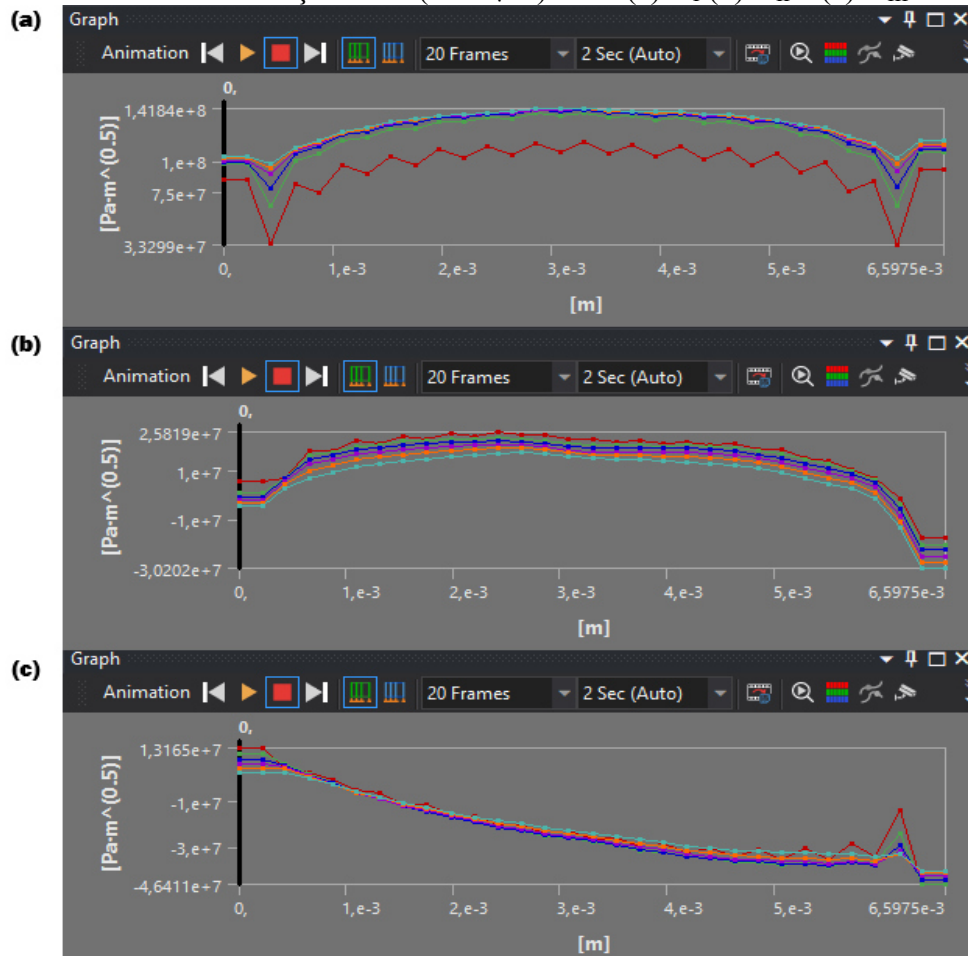 (a)
Graph
Animation 20 Frames 2 Sec (Auto)
0,
1,4184e+8
1,e+8
7,5e+7
3,3299e+7
[Pa·m^(0.5)]
0, 1,e-3 2,e-3 3,e-3 4,e-3 5,e-3 6,5975e-3
[m]
(b)
Graph
Animation 20 Frames 2 Sec (Auto)
0,
2,5819e+7
1,e+7
-1,e+7
-3,0202e+7
[Pa·m^(0.5)]
0, 1,e-3 2,e-3 3,e-3 4,e-3 5,e-3 6,5975e-3
[m]
(c)
Graph
Animation 20 Frames 2 Sec (Auto)
0,
1,3165e+7
-1,e+7
-3,e+7
-4,6411e+7
[Pa·m^(0.5)]
0, 1,e-3 2,e-3 3,e-3 4,e-3 5,e-3 6,5975e-3
[m]